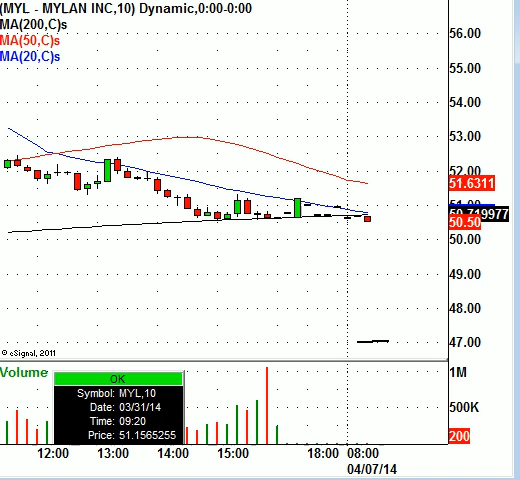 (MYL - MYLAN INC,10) Dynamic,0:00-0:00
MA(200,C)s
MA(50,C)s
MA(20,C)s
56.00
55.00
54.00
53.00
52.00
51.6311
50.50
50.00
49.00
48.00
47.00
© eSignal, 2011
Volume
1M
500K
200
OK
Symbol: MYL,10
Date: 03/31/14
Time: 09:20
Price: 51.1565255
12:00 13:00 14:00 15:00 18:00 08:00
04/07/14